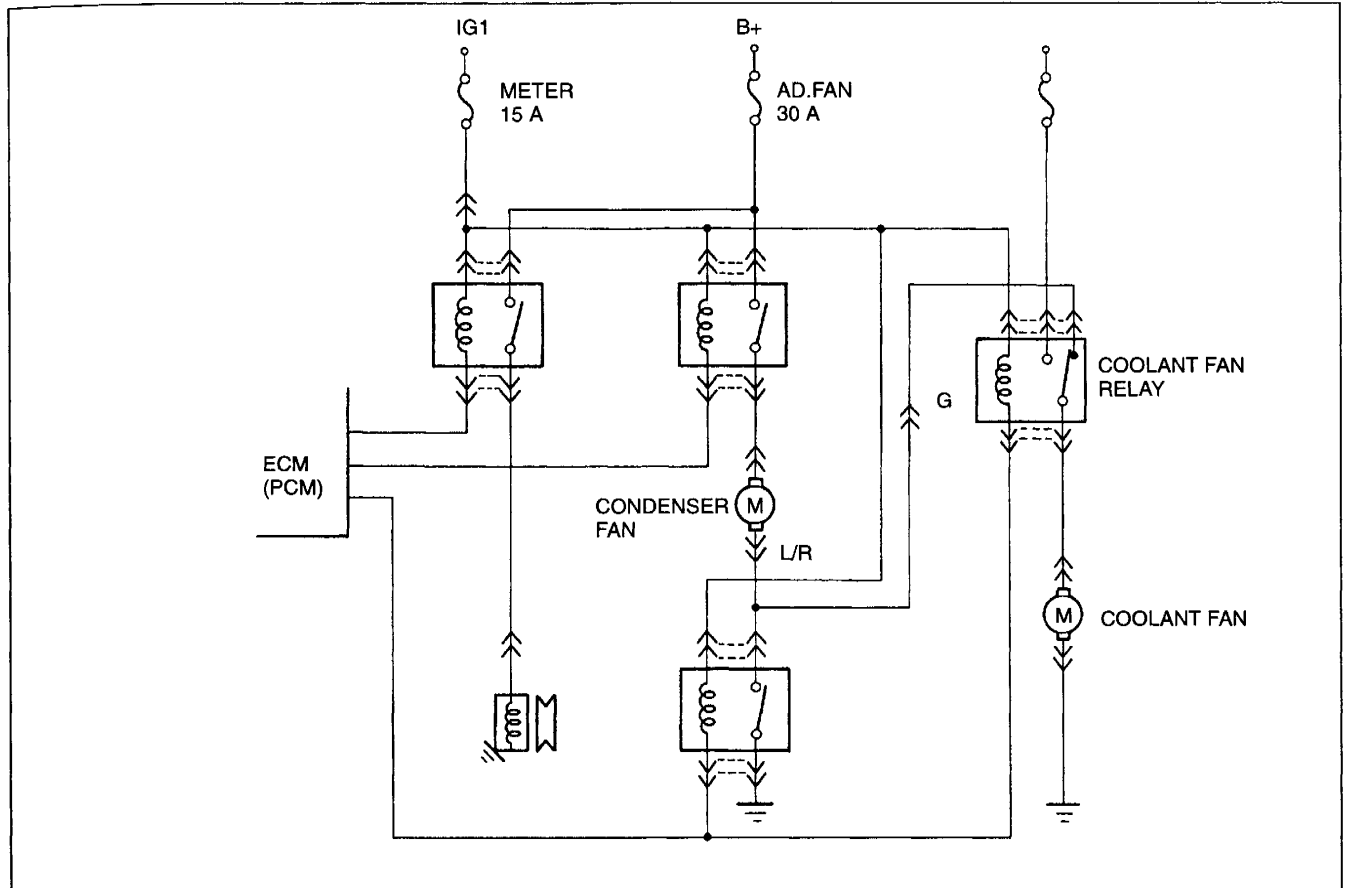 IG1
B+
METER
15 A
AD.FAN
30 A
COOLANT FAN
RELAY
G
ECM
(PCM)
CONDENSER
FAN
M
L/R
M
COOLANT FAN